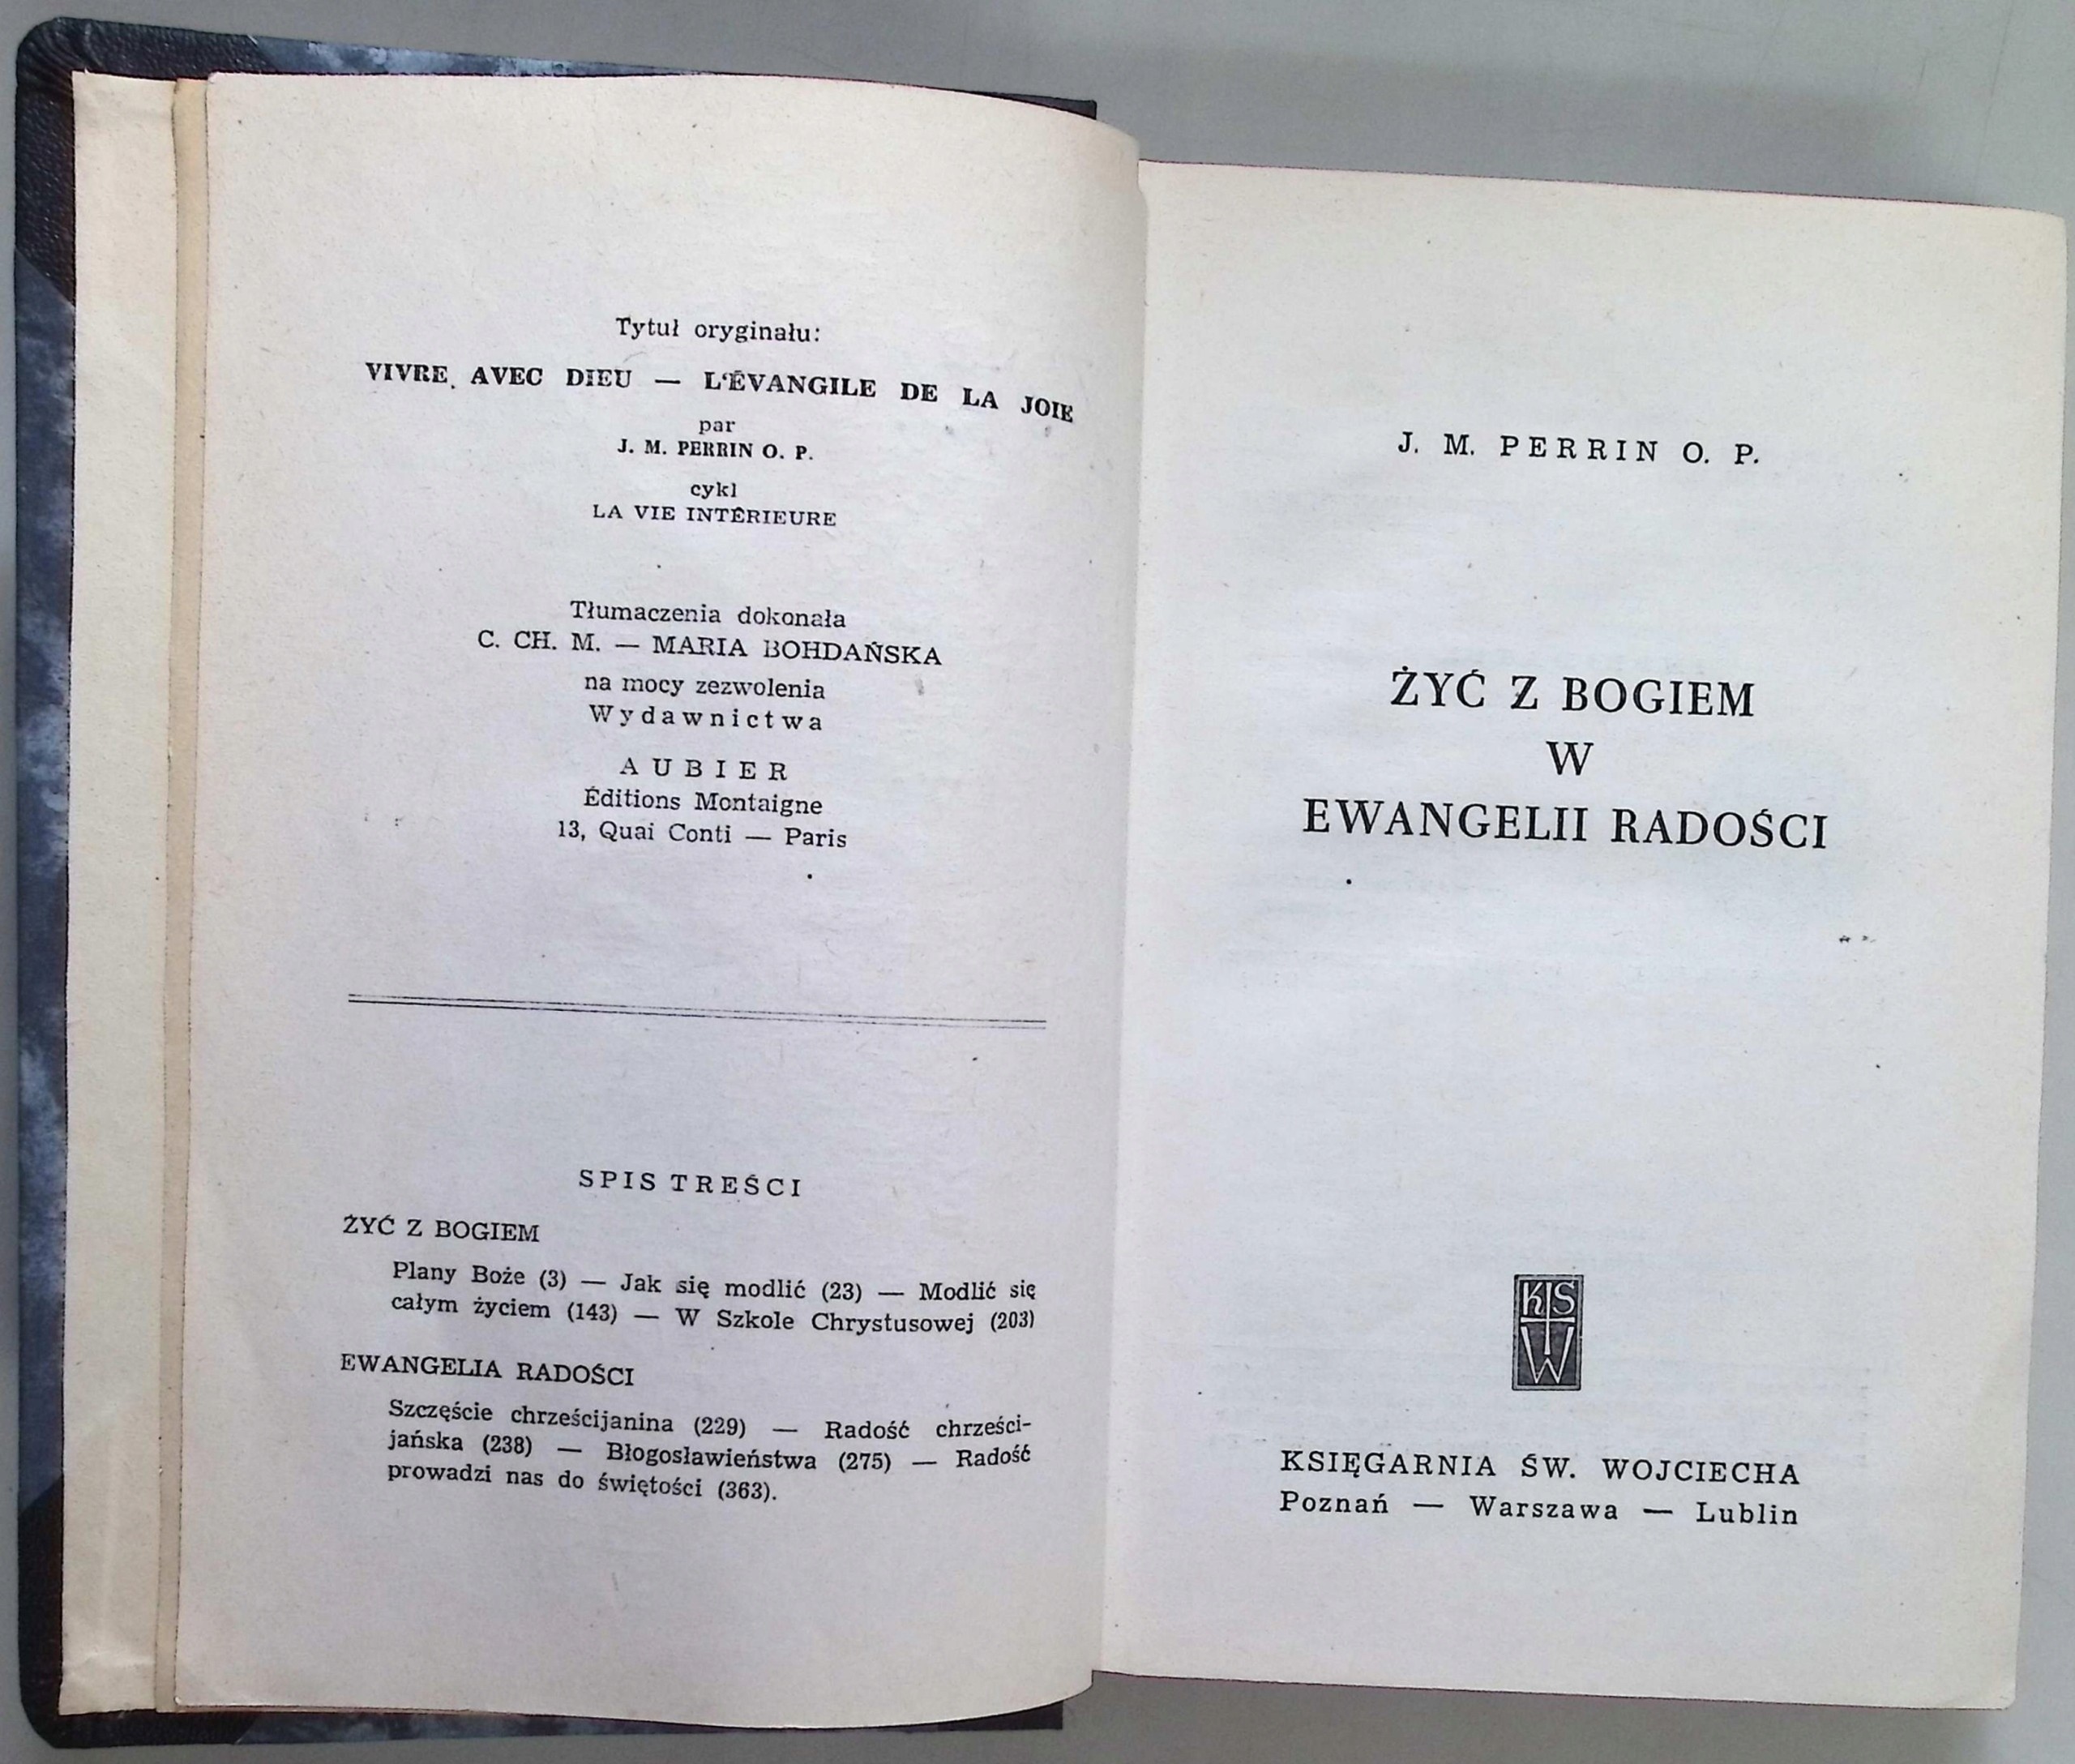 Tytuł oryginału:
VIVRE AVEC DIEU — L'ÉVANGILE DE LA JOIE
par
J. M. PERRIN O. P.
cykl
LA VIE INTÉRIEURE
Tłumaczenia dokonała
C. CH. M. — MARIA BOHDAŃSKA
na mocy zezwolenia
Wydawnictwa
AUBIER
Éditions Montaigne
13, Quai Conti — Paris
SPIS TREŚCI
ŻYĆ Z BOGIEM
Plany Boże (3) — Jak się modlić (23) — Modlić się
całym życiem (143) — W Szkole Chrystusowej (203)
EWANGELIA RADOŚCI
Szczęście chrześcijanina (229) — Radość chrześci-
jańska (238) — Błogosławieństwa (275) — Radość
prowadzi nas do świętości (363).
J. M. PERRIN O. P.
ŻYĆ Z BOGIEM
W
EWANGELII RADOŚCI
KS
W
KSIĘGARNIA ŚW. WOJCIECHA
Poznań — Warszawa — Lublin